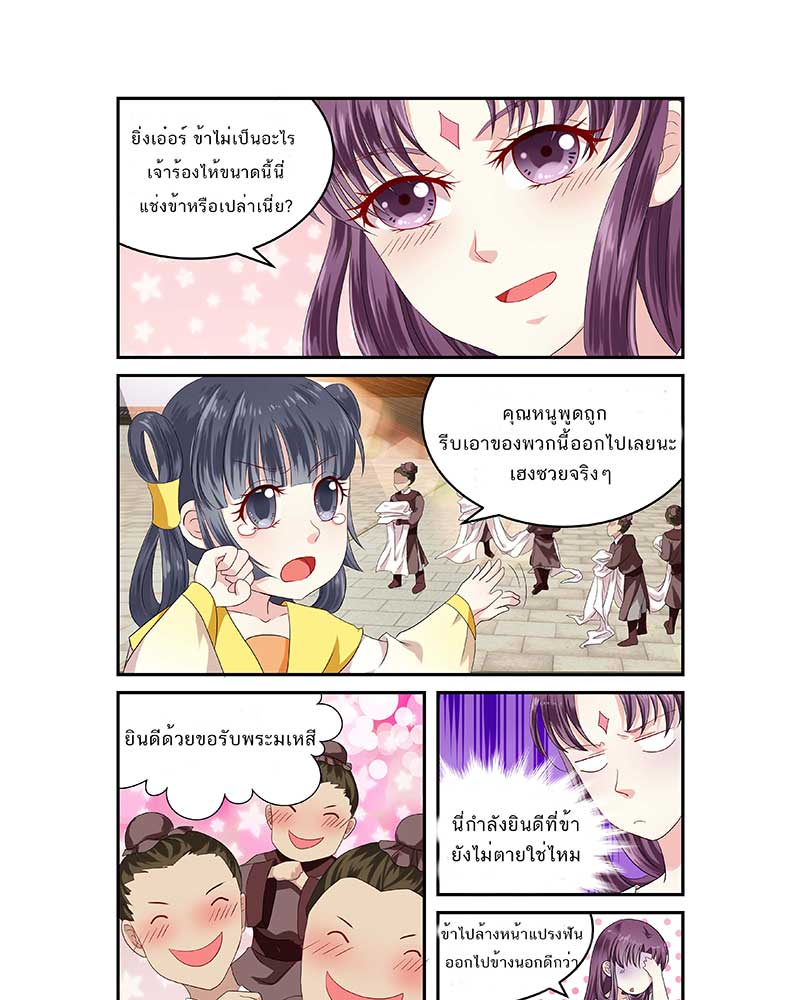 ยิ่งเอ๋อร์ ข้าไม่เป็นอะไร
เจ้าร้องไห้ขนาดนี้นี่
แช่งข้าหรือเปล่าเนี่ย?
คุณหนูพูดถูก
รีบเอาของพวกนี้ออกไปเลยนะ
เฮงซวยจริงๆ
ยินดีด้วยขอรับพระมเหสี
นี่กำลังยินดีที่ข้า
ยังไม่ตายใช่ไหม
ข้าไปล้างหน้าแปรงฟัน
ออกไปข้างนอกดีกว่า